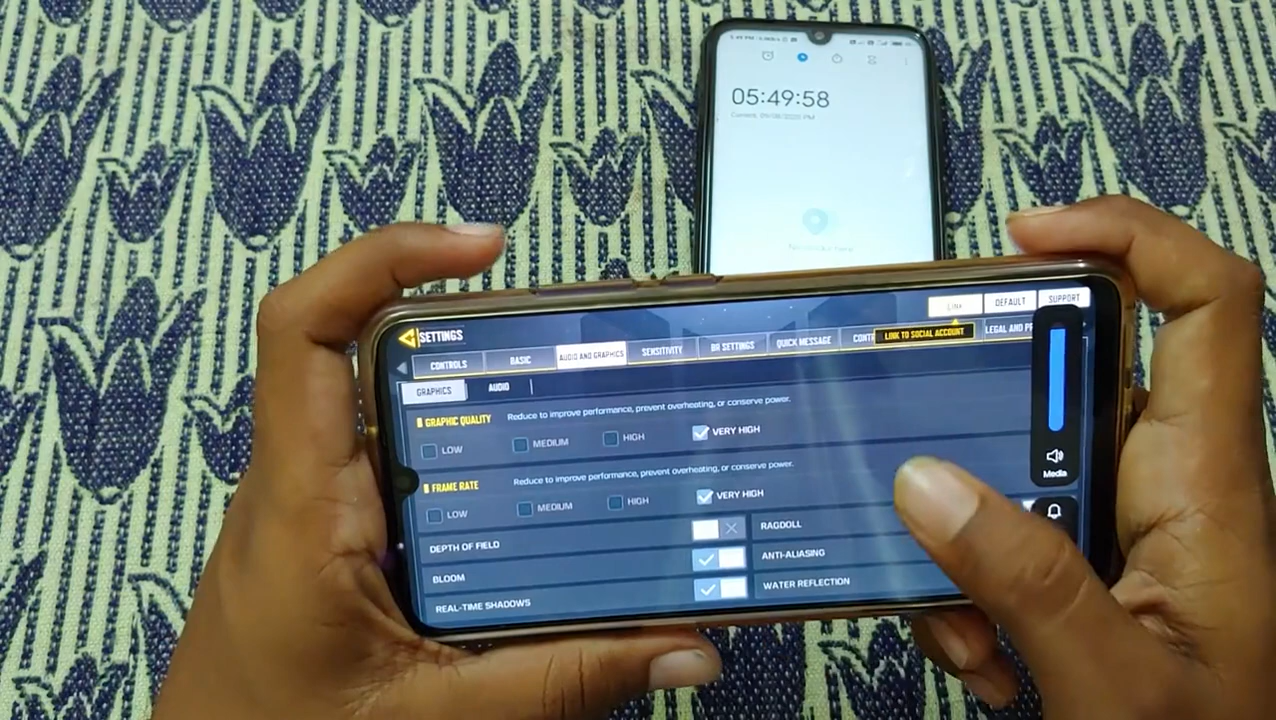 05:49:58
LINK
DEFAULT
SUPPORT
SETTINGS
LINK TO SOCIAL ACCOUNT
CONTROLS
BASIC
AUDIO AND GRAPHICS
SENSITIVITY
BR SETTINGS
QUICK MESSAGE
LEGAL AND
GRAPHICS
AUDIO
GRAPHIC QUALITY
Reduce to improve performance, prevent overheating, or conserve power.
LOW
MEDIUM
HIGH
VERY HIGH
Media
FRAME RATE
Reduce to improve performance, prevent overheating, or conserve power.
LOW
MEDIUM
HIGH
VERY HIGH
DEPTH OF FIELD
RAGDOLL
BLOOM
ANTI-ALIASING
REAL-TIME SHADOWS
WATER REFLECTION